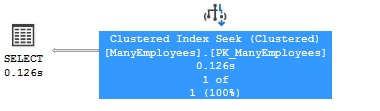 SELECT
0.126s
Clustered Index Seek (Clustered)
[ManyEmployees].[PK_ManyEmployees]
0.126s
1 of
1 (100%)